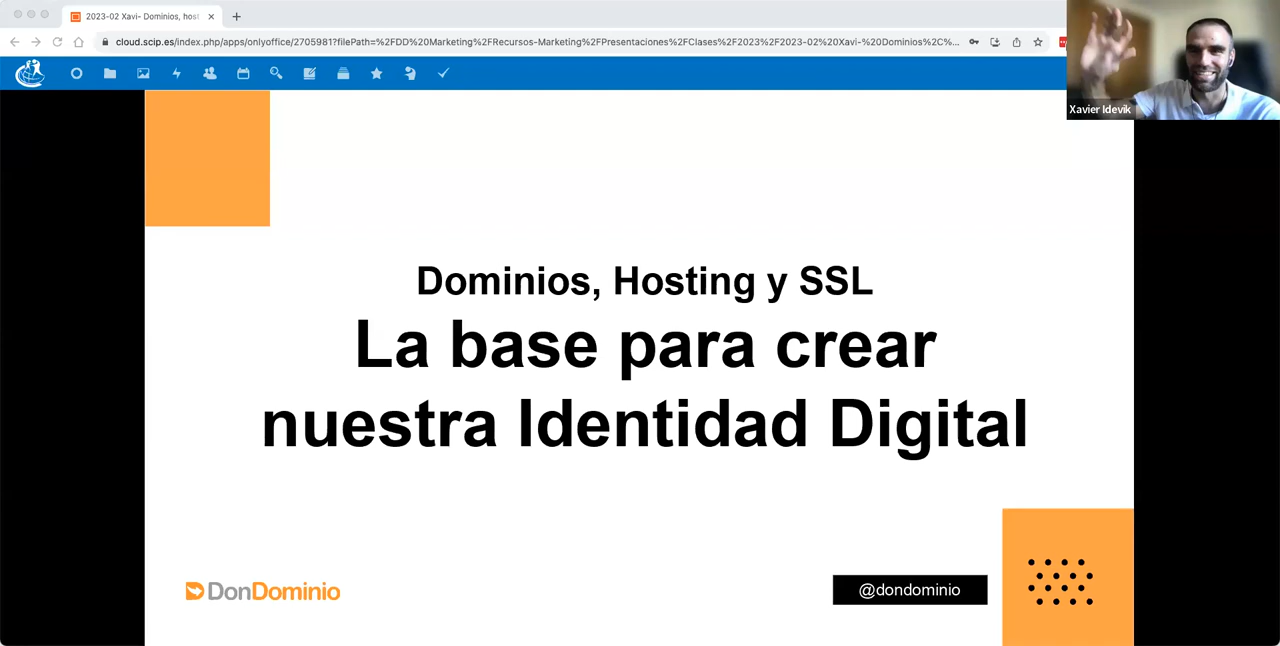 2023-02 Xavi- Dominios, hos
cloud.scip.es/index.php/apps/onlyoffice/2705981?filePath=%2FDD%20Marketing%2FRecursos-Marketing%2FPresentaciones%2FClases%2F2023%2F2023-02%20Xavi-%20Dominios%2C%...
Xavier Idevik
Dominios, Hosting y SSL
La base para crear
nuestra Identidad Digital
DonDominio
@dondominio